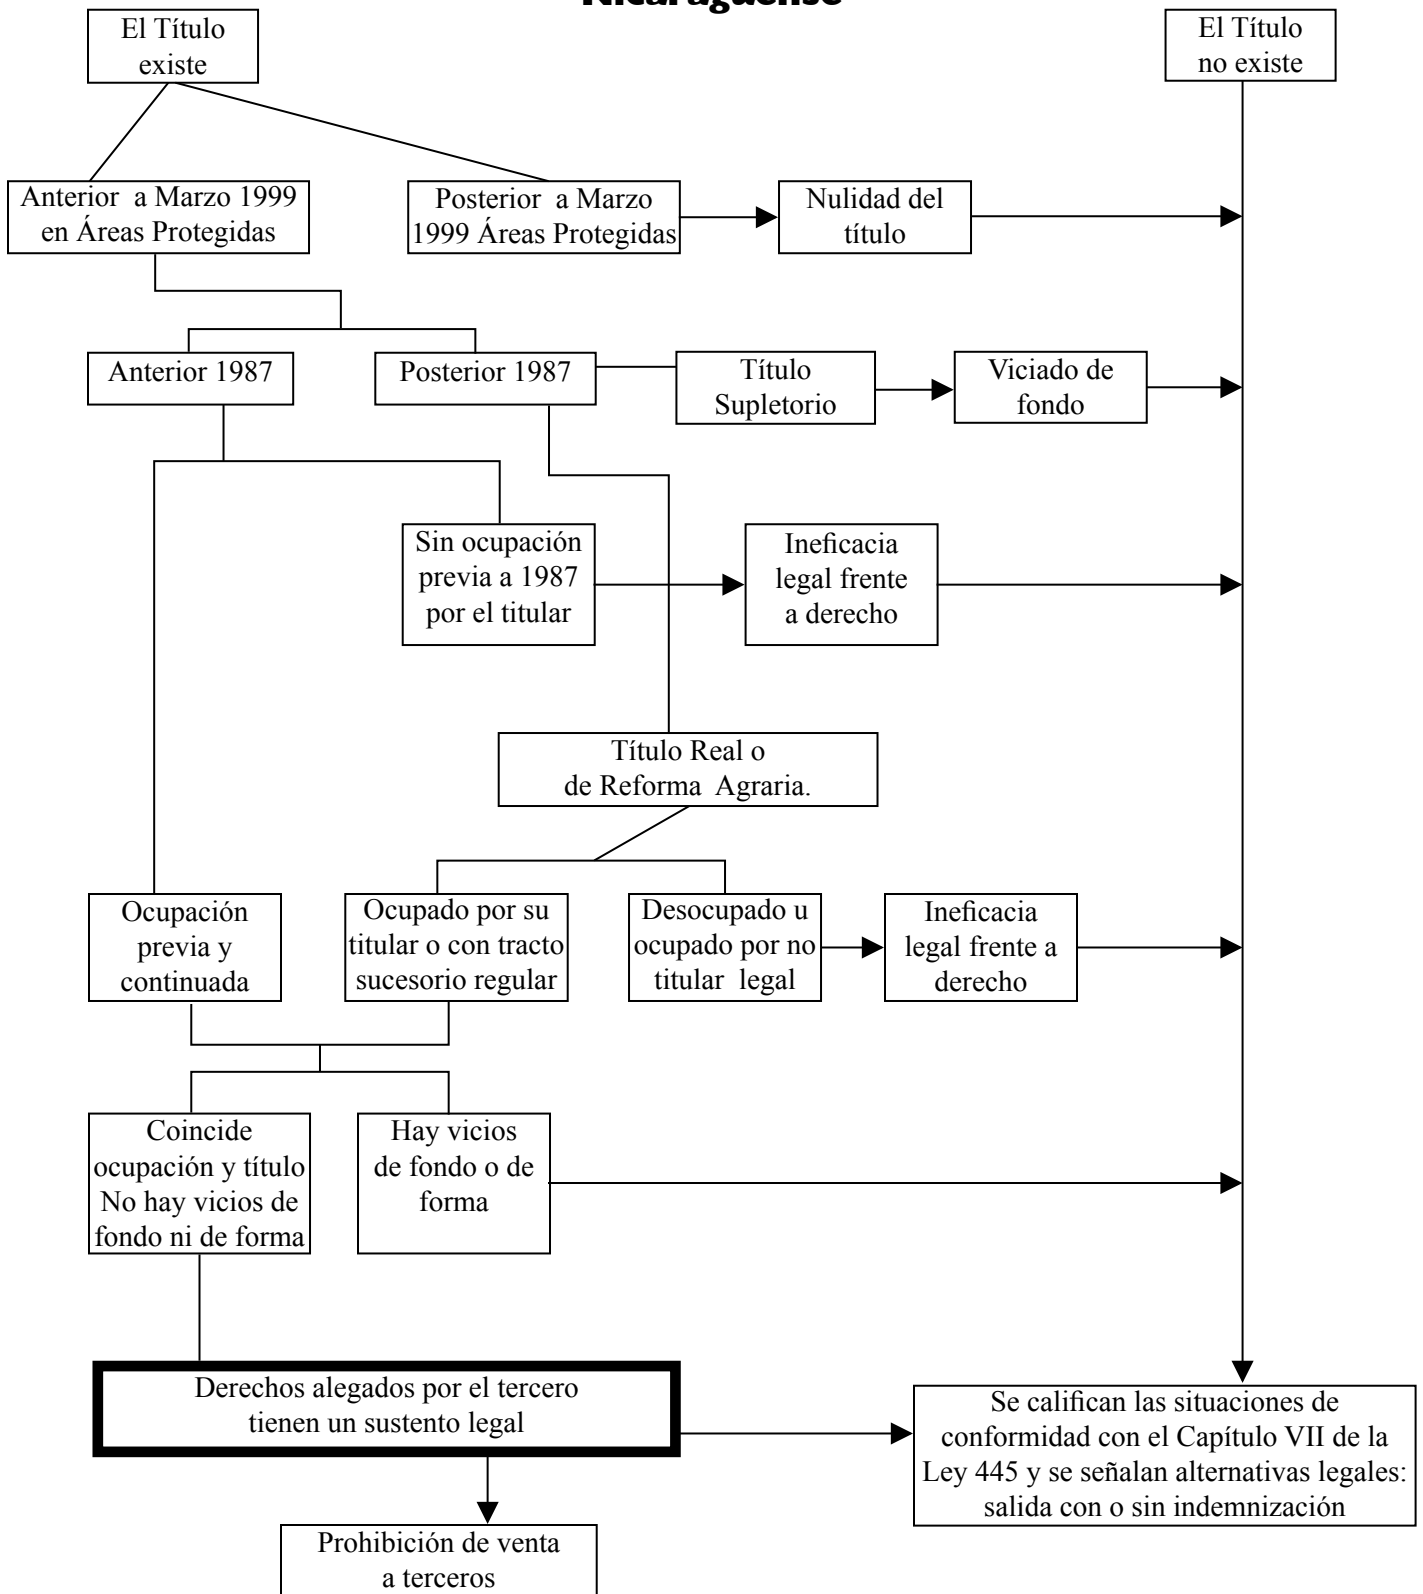 Nicaragüense
El Título
existe
El Título
no existe
Anterior a Marzo 1999
en Áreas Protegidas
Posterior a Marzo
1999 Áreas Protegidas
Nulidad del
título
Anterior 1987
Posterior 1987
Título
Supletorio
Viciado de
fondo
Sin ocupación
previa a 1987
por el titular
Ineficacia
legal frente
a derecho
Título Real o
de Reforma Agraria.
Ocupación
previa y
continuada
Ocupado por su
titular o con tracto
sucesorio regular
Desocupado u
ocupado por no
titular legal
Ineficacia
legal frente a
derecho
Coincide
ocupación y título
No hay vicios de
fondo ni de forma
Hay vicios
de fondo o de
forma
Derechos alegados por el tercero
tienen un sustento legal
Se califican las situaciones de
conformidad con el Capítulo VII de la
Ley 445 y se señalan alternativas legales:
salida con o sin indemnización
Prohibición de venta
a terceros